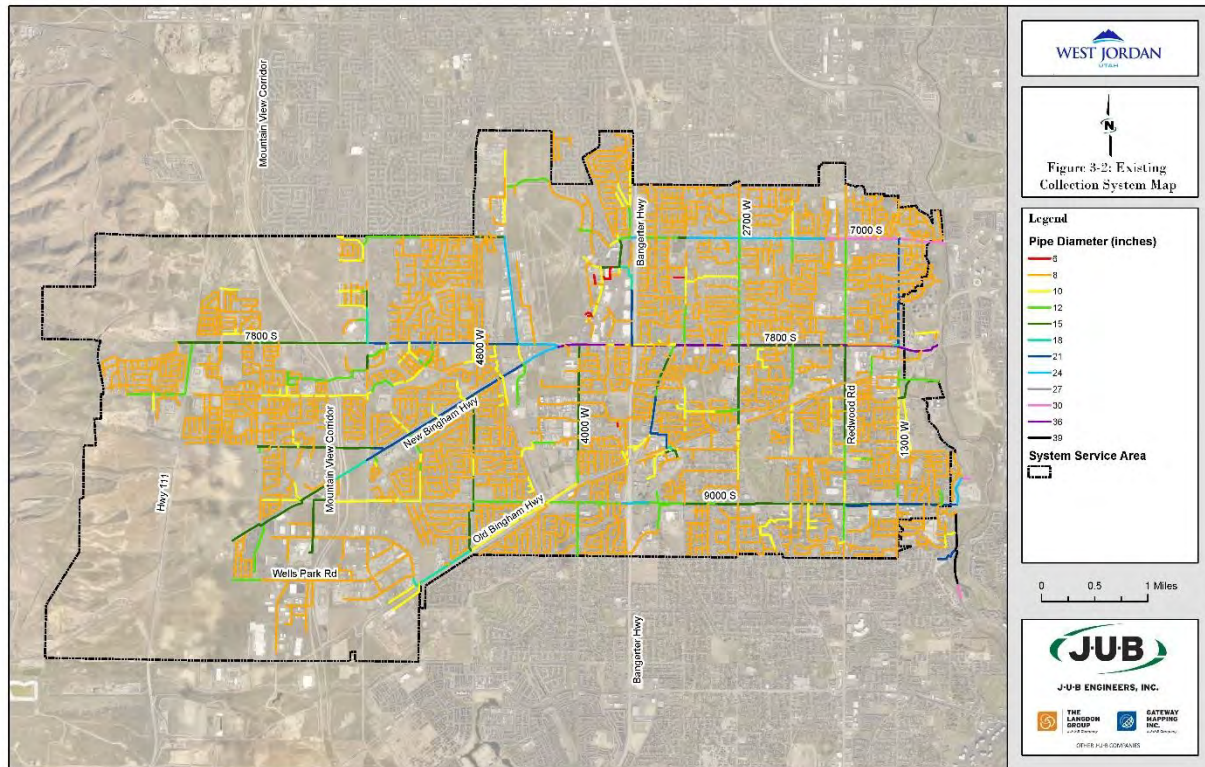 Mountain View Corridor
Bangerter Hwy
2700 W
7000 S
7800 S
4800 W
7800 S
New Bingham Hwy
4000 W
Redwood Rd
1300 W
Mountain View Corridor
Hwy 111
Old Bingham Hwy
9000 S
Wells Park Rd
Bangerter Hwy
WEST JORDAN
UTAH
N
Figure 3-2: Existing
Collection System Map
Legend
Pipe Diameter (inches)
8
10
12
15
18
21
24
27
30
36
39
System Service Area
0 0.5 1 Miles
J·U·B
J·U·B ENGINEERS, INC.
THE
LANGDON
GROUP
GATEWAY
MAPPING
INC.
OTHER J·U·B COMPANIES